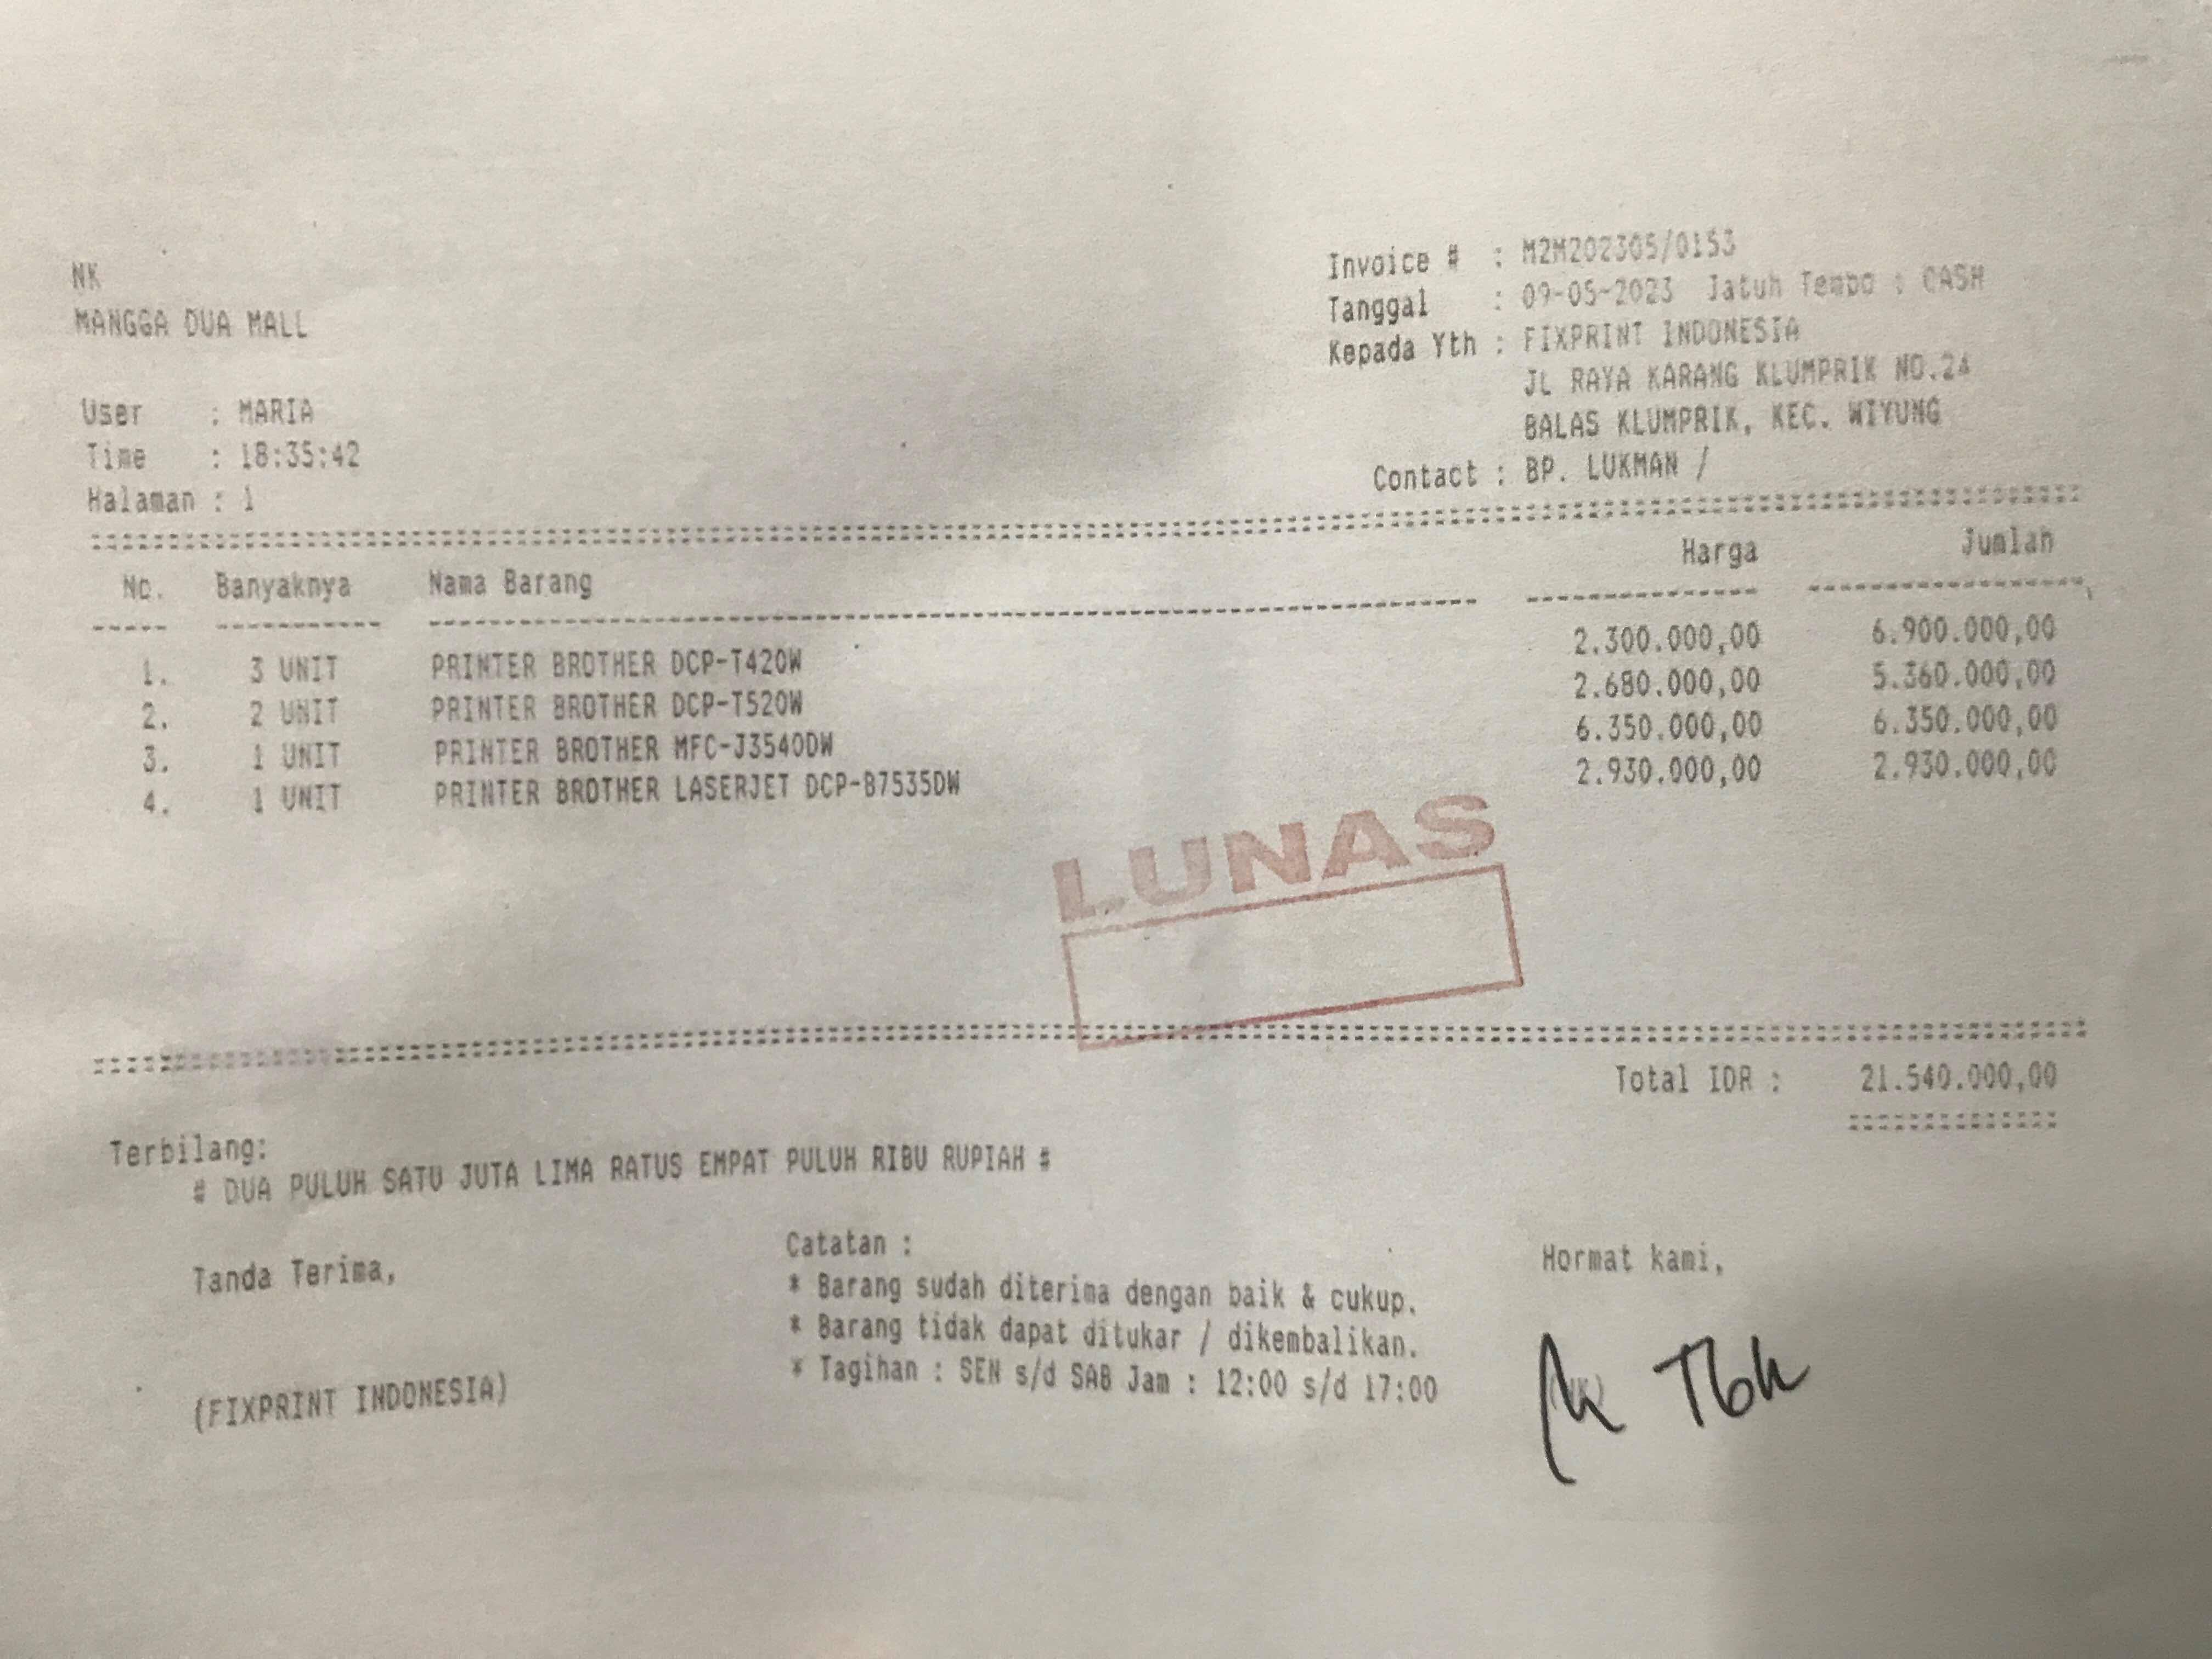 NK
MANGGA DUA MALL
User : MARIA
Time : 18:35:42
Halaman : 1
Invoice # : M2M202305/0153
Tanggal : 09-05-2023 Jatuh Tempo : CASH
Kepada Yth : FIXPRINT INDONESIA
JL RAYA KARANG KLUMPRIK NO.24
BALAS KLUMPRIK, KEC. WIYUNG
Contact : BP. LUKMAN /
No. Banyaknya Nama Barang Harga Jumlah
1. 3 UNIT PRINTER BROTHER DCP-T420W 2.300.000,00 6.900.000,00
2. 2 UNIT PRINTER BROTHER DCP-T520W 2.680.000,00 5.360.000,00
3. 1 UNIT PRINTER BROTHER MFC-J3540DW 6.350.000,00 6.350.000,00
4. 1 UNIT PRINTER BROTHER LASERJET DCP-B7535DW 2.930.000,00 2.930.000,00
LUNAS
Total IDR : 21.540.000,00
Terbilang:
# DUA PULUH SATU JUTA LIMA RATUS EMPAT PULUH RIBU RUPIAH #
Tanda Terima,
(FIXPRINT INDONESIA)
Catatan :
* Barang sudah diterima dengan baik & cukup.
* Barang tidak dapat ditukar / dikembalikan.
* Tagihan : SEN s/d SAB Jam : 12:00 s/d 17:00
Hormat kami,
(NK)